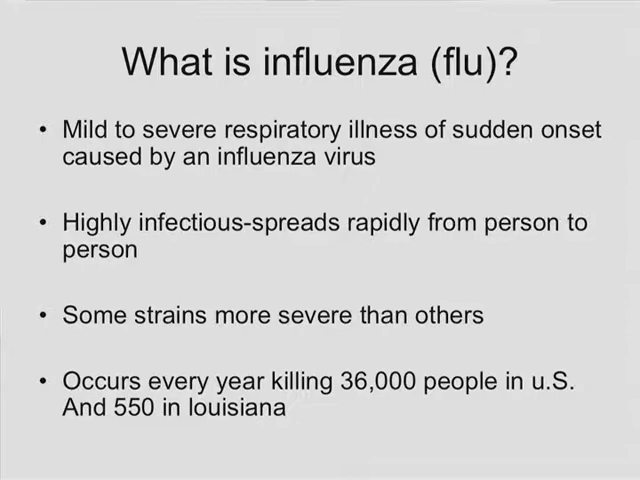 What is influenza (flu)?
• Mild to severe respiratory illness of sudden onset
caused by an influenza virus
• Highly infectious-spreads rapidly from person to
person
• Some strains more severe than others
• Occurs every year killing 36,000 people in u.S.
And 550 in louisiana